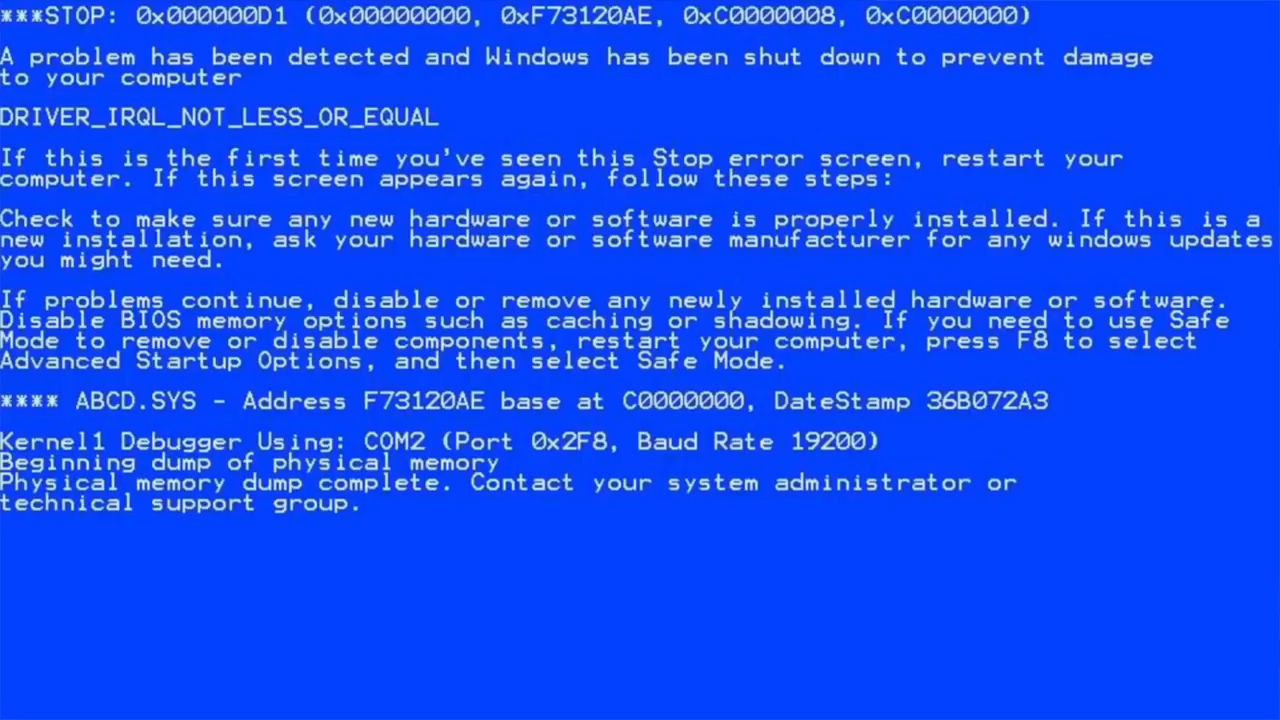 ***STOP: 0x000000D1 (0x00000000, 0xF73120AE, 0xC0000008, 0xC0000000)
A problem has been detected and Windows has been shut down to prevent damage
to your computer
DRIVER_IRQL_NOT_LESS_OR_EQUAL
If this is the first time you've seen this Stop error screen, restart your
computer. If this screen appears again, follow these steps:
Check to make sure any new hardware or software is properly installed. If this is a
new installation, ask your hardware or software manufacturer for any windows updates
you might need.
If problems continue, disable or remove any newly installed hardware or software.
Disable BIOS memory options such as caching or shadowing. If you need to use Safe
Mode to remove or disable components, restart your computer, press F8 to select
Advanced Startup Options, and then select Safe Mode.
**** ABCD.SYS - Address F73120AE base at C0000000, DateStamp 36B072A3
Kernel1 Debugger Using: COM2 (Port 0x2F8, Baud Rate 19200)
Beginning dump of physical memory
Physical memory dump complete. Contact your system administrator or
technical support group.